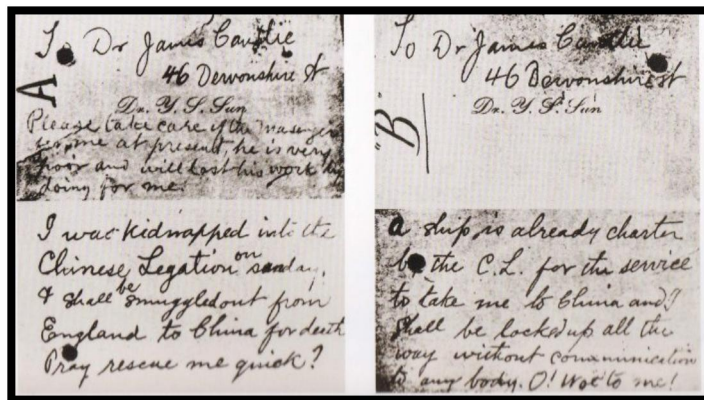 To Dr James Cantlie
46 Dervonshire St
A
Dr. Y. S. Sun
Please take care of the masenger
for me at present, he is very
poor and will lost his work by
doing for me.
I was kidnapped into the
Chinese Legation on sunday,
& shall be smuggled out from
England to China for death
Pray rescue me quick?
To Dr James Cantlie
46 Devonshire St
Dr. Y. S. Sun
"B"
a ship is already charter
by the C.L. for the service
to take me to China and I
shall be locked up all the
way without communication
to any body. O! Woe to me!